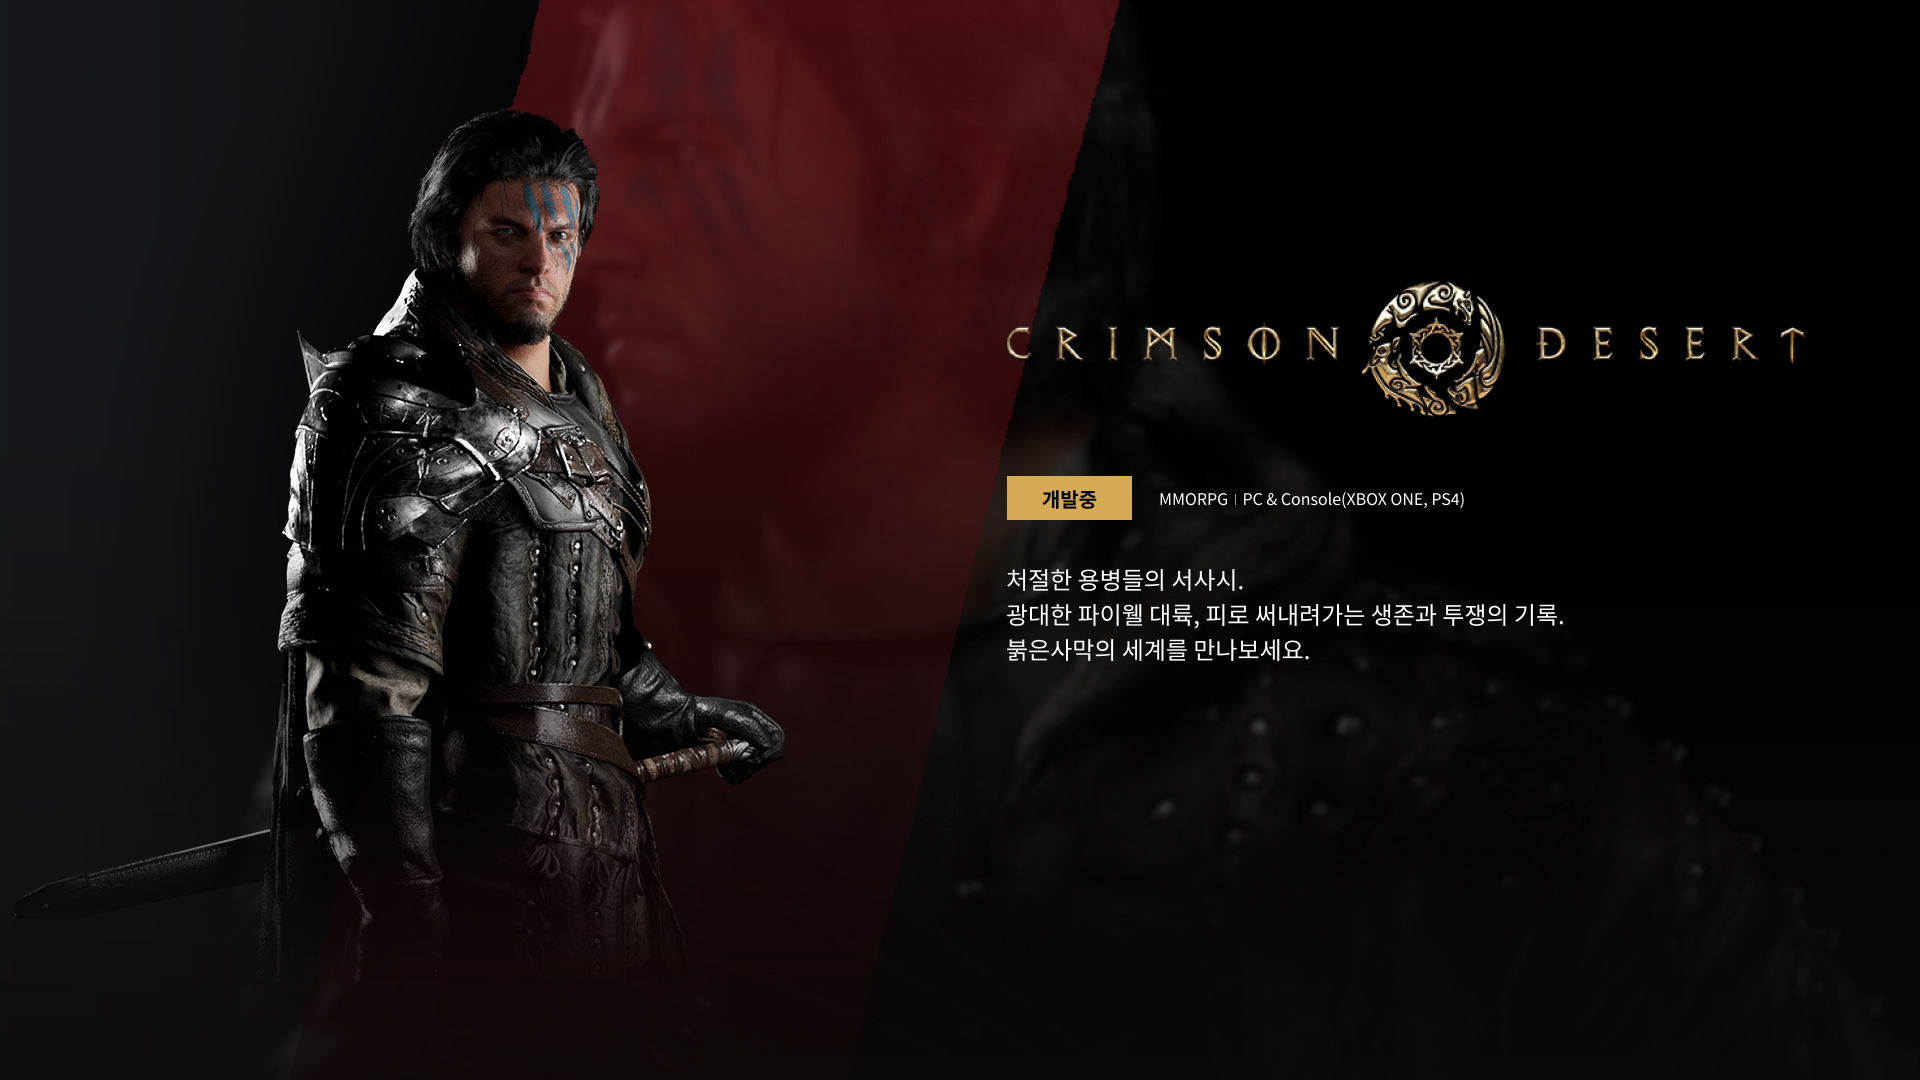 CRIMSON DESERT
개발중 MMORPG | PC & Console(XBOX ONE, PS4)
처절한 용병들의 서사시.
광대한 파이웰 대륙, 피로 써내려가는 생존과 투쟁의 기록.
붉은사막의 세계를 만나보세요.